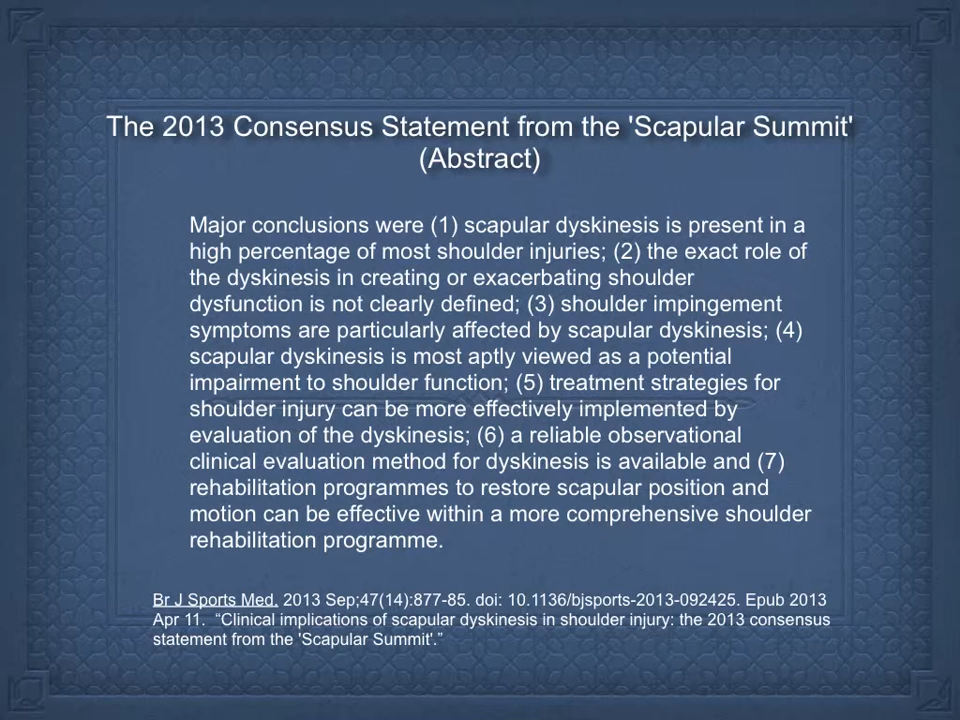 The 2013 Consensus Statement from the 'Scapular Summit'
(Abstract)
Major conclusions were (1) scapular dyskinesis is present in a
high percentage of most shoulder injuries; (2) the exact role of
the dyskinesis in creating or exacerbating shoulder
dysfunction is not clearly defined; (3) shoulder impingement
symptoms are particularly affected by scapular dyskinesis; (4)
scapular dyskinesis is most aptly viewed as a potential
impairment to shoulder function; (5) treatment strategies for
shoulder injury can be more effectively implemented by
evaluation of the dyskinesis; (6) a reliable observational
clinical evaluation method for dyskinesis is available and (7)
rehabilitation programmes to restore scapular position and
motion can be effective within a more comprehensive shoulder
rehabilitation programme.
Br J Sports Med. 2013 Sep;47(14):877-85. doi: 10.1136/bjsports-2013-092425. Epub 2013
Apr 11. “Clinical implications of scapular dyskinesis in shoulder injury: the 2013 consensus
statement from the 'Scapular Summit'.”